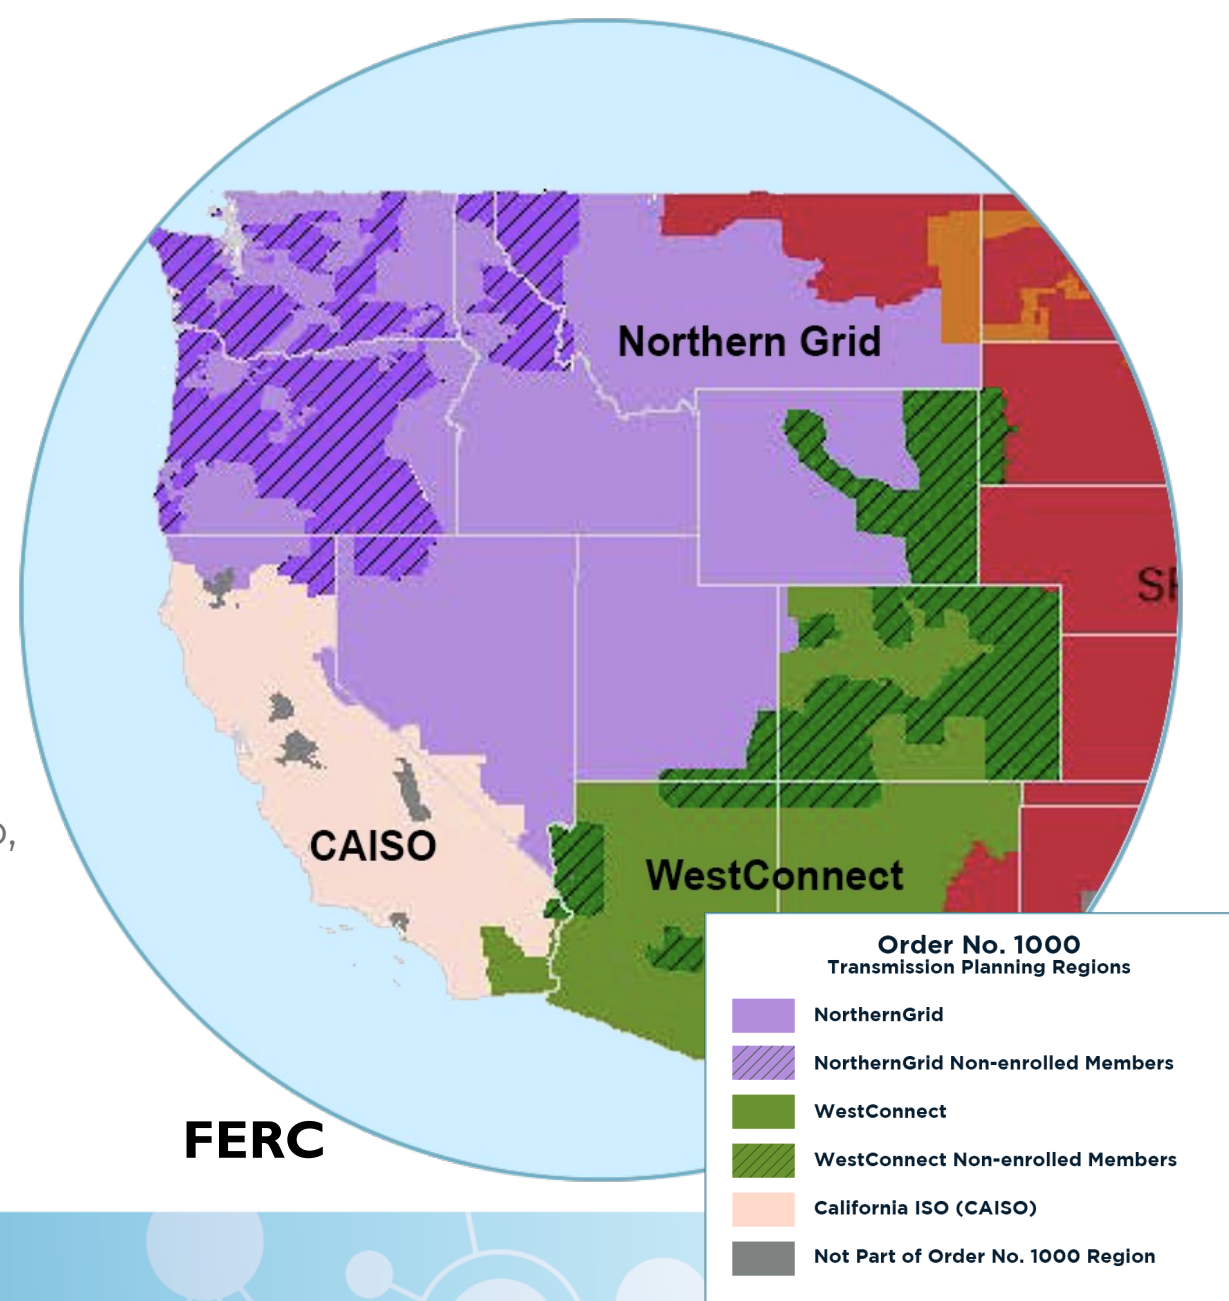 Northern Grid
CAISO
WestConnect
FERC
Order No. 1000
Transmission Planning Regions
NorthernGrid
NorthernGrid Non-enrolled Members
WestConnect
WestConnect Non-enrolled Members
California ISO (CAISO)
Not Part of Order No. 1000 Region